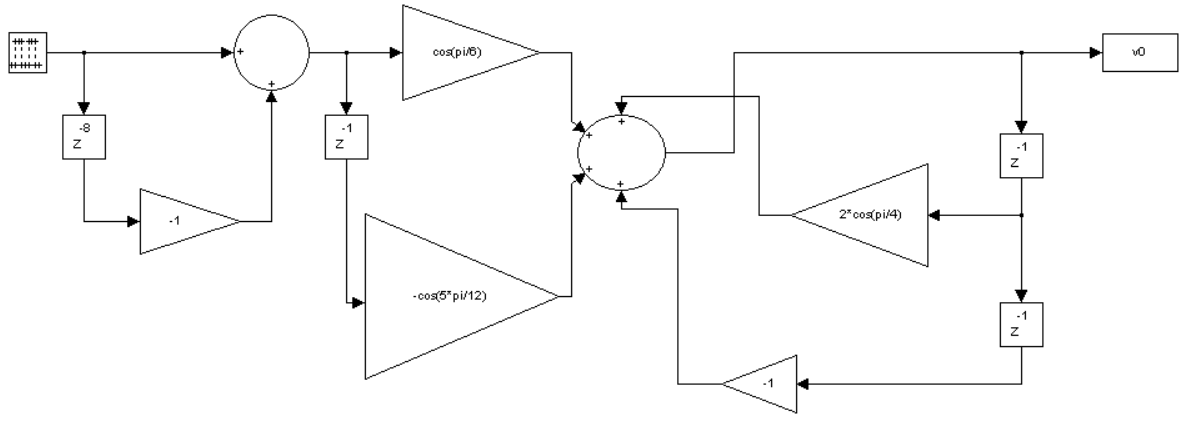 +
+
cos(pi/6)
v0
+
+
+
+
-8
z
-1
z
-1
z
-1
2*cos(pi/4)
-cos(5*pi/12)
-1
z
-1